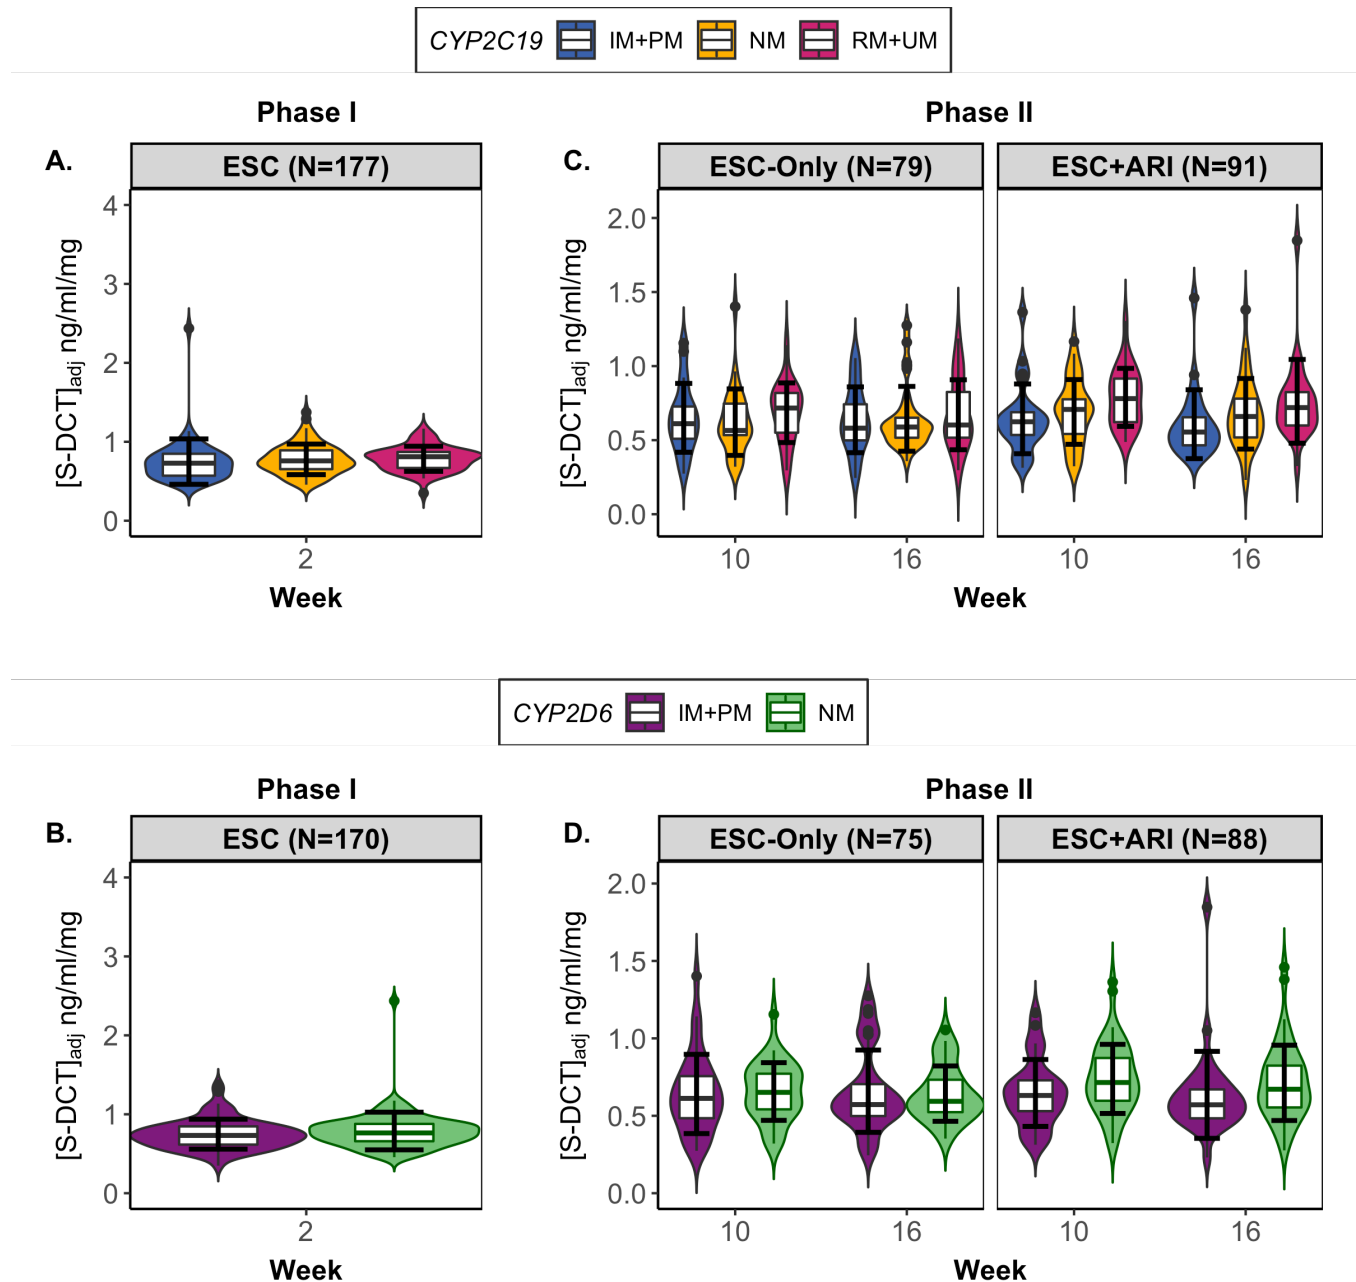 CYP2C19 IM+PM NM RM+UM
Phase I
Phase II
A.
ESC (N=177)
4
3
2
1
0
[S-DCT]adj ng/ml/mg
2
Week
C.
ESC-Only (N=79)
ESC+ARI (N=91)
2.0
1.5
1.0
0.5
0.0
[S-DCT]adj ng/ml/mg
10
16
10
16
Week
CYP2D6 IM+PM NM
Phase I
Phase II
B.
ESC (N=170)
4
3
2
1
0
[S-DCT]adj ng/ml/mg
2
Week
D.
ESC-Only (N=75)
ESC+ARI (N=88)
2.0
1.5
1.0
0.5
0.0
[S-DCT]adj ng/ml/mg
10
16
10
16
Week